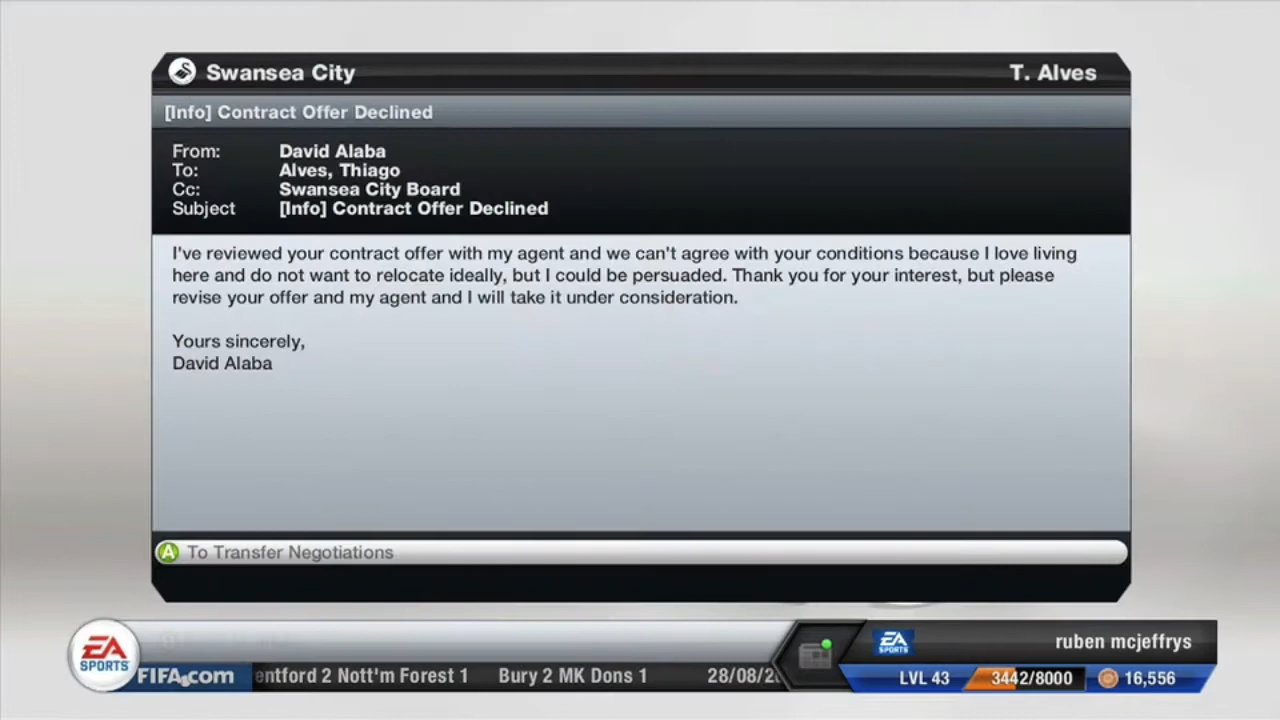 Swansea City
T. Alves
[Info] Contract Offer Declined
From: David Alaba
To: Alves, Thiago
Cc: Swansea City Board
Subject [Info] Contract Offer Declined
I've reviewed your contract offer with my agent and we can't agree with your conditions because I love living
here and do not want to relocate ideally, but I could be persuaded. Thank you for your interest, but please
revise your offer and my agent and I will take it under consideration.
Yours sincerely,
David Alaba
A To Transfer Negotiations
EA
SPORTS
EA
SPORTS
ruben mcjeffrys
FIFA.com
entford 2 Nott'm Forest 1 Bury 2 MK Dons 1 28/08/2
LVL 43 3442/8000 16,556